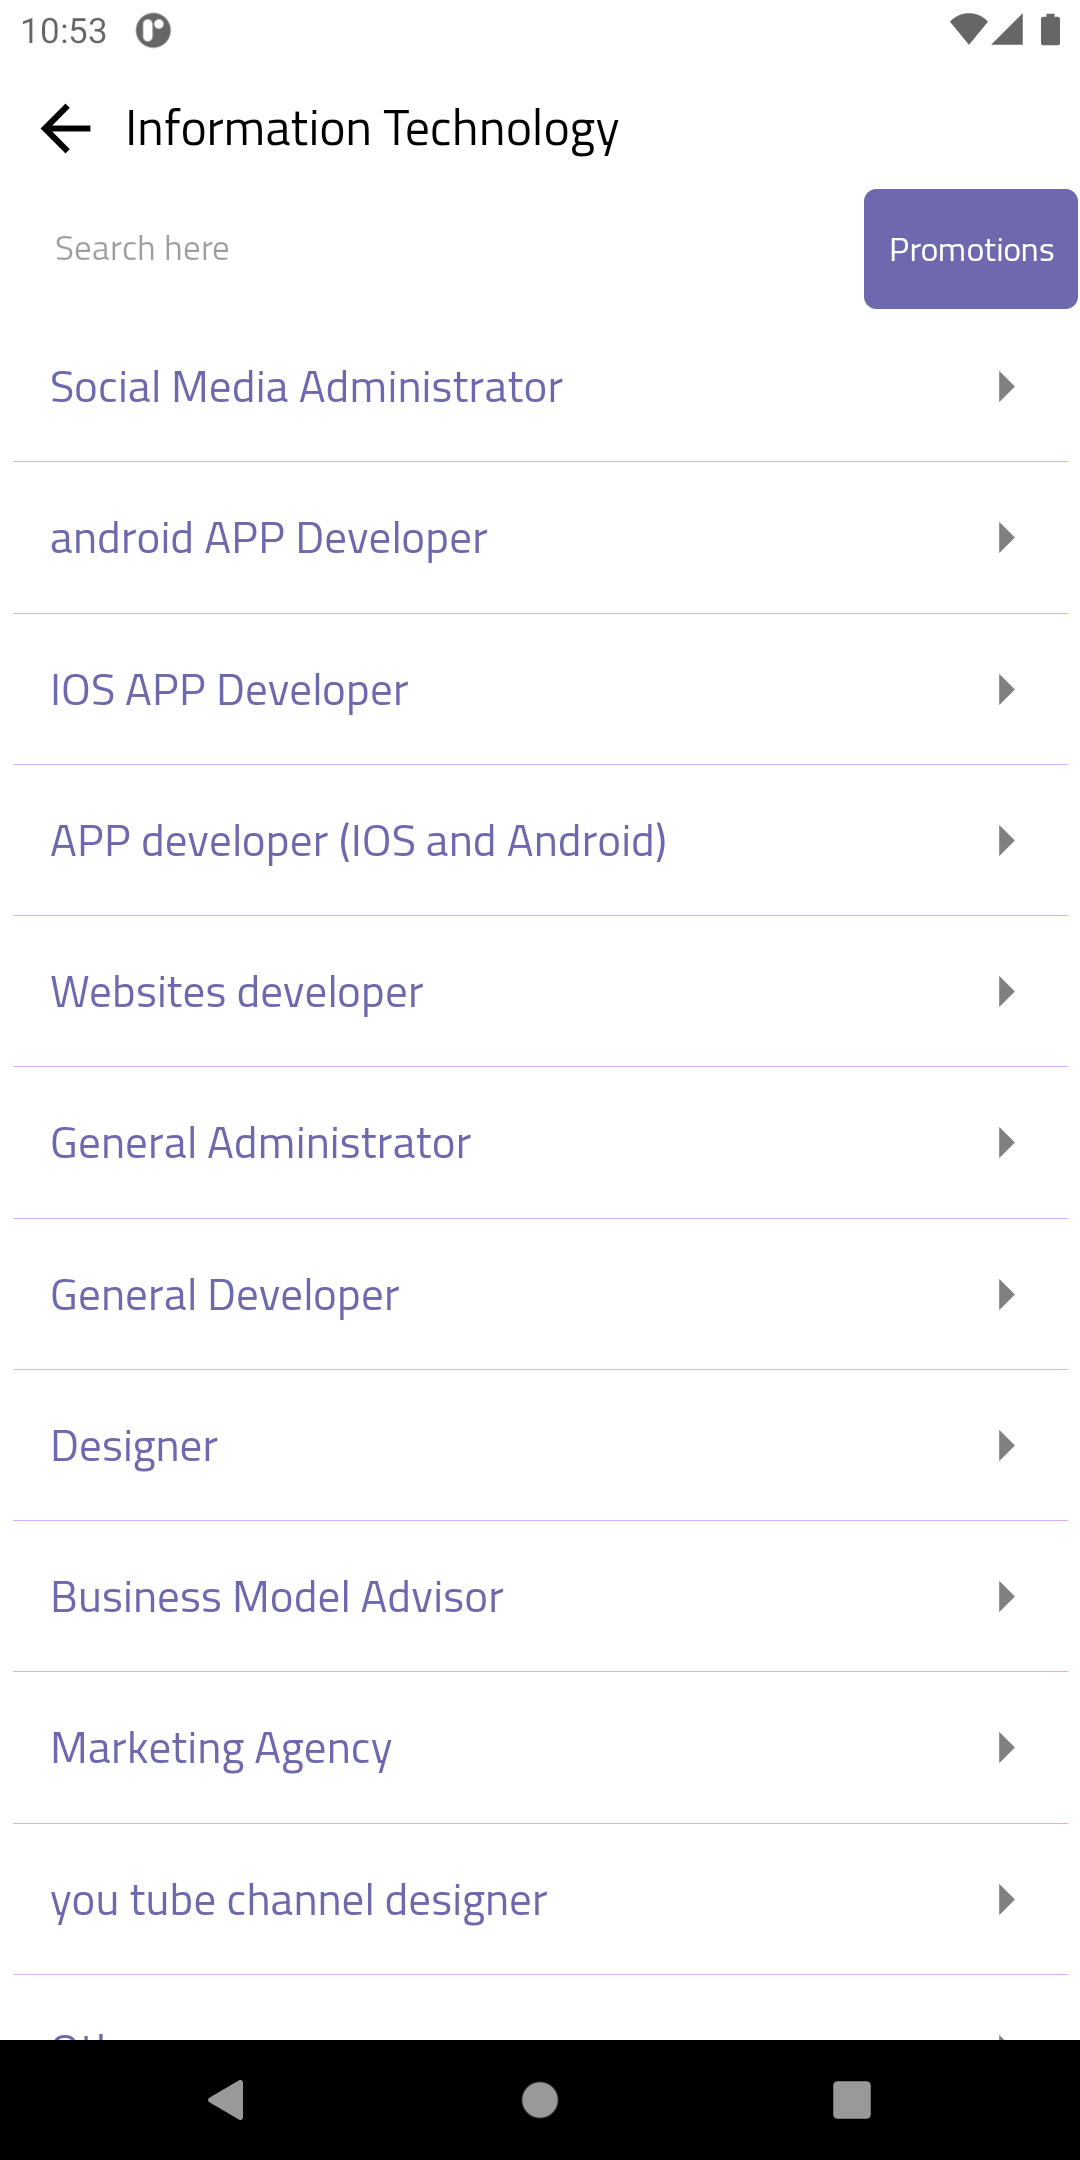 10:53
Information Technology
Search here
Promotions
Social Media Administrator
android APP Developer
IOS APP Developer
APP developer (IOS and Android)
Websites developer
General Administrator
General Developer
Designer
Business Model Advisor
Marketing Agency
you tube channel designer